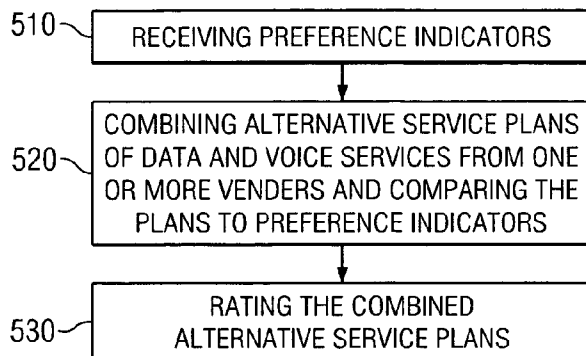 510
RECEIVING PREFERENCE INDICATORS
520
COMBINING ALTERNATIVE SERVICE PLANS
OF DATA AND VOICE SERVICES FROM ONE
OR MORE VENDERS AND COMPARING THE
PLANS TO PREFERENCE INDICATORS
530
RATING THE COMBINED
ALTERNATIVE SERVICE PLANS